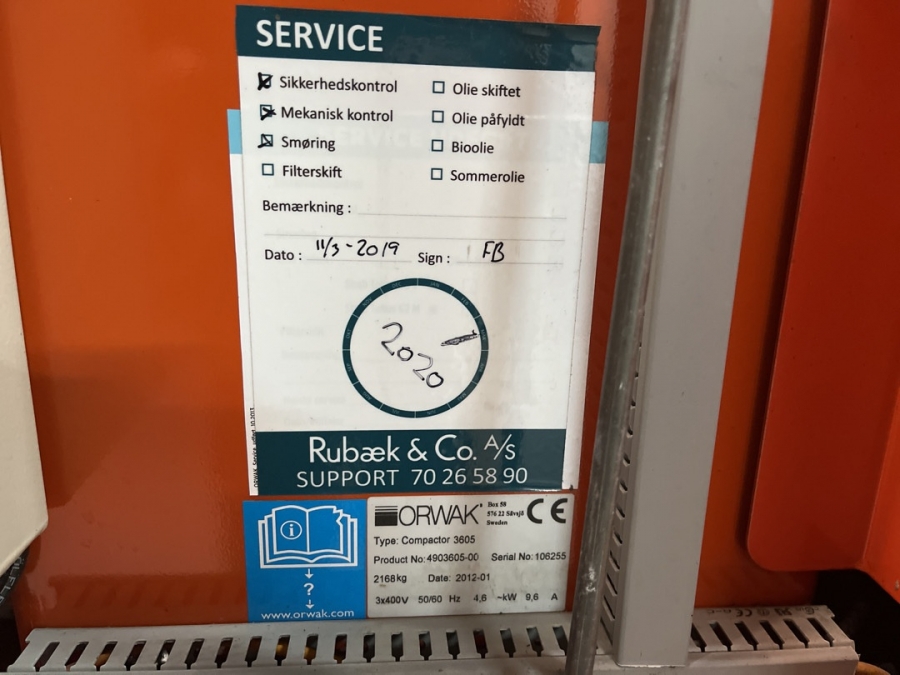 SERVICE
Sikkerhedskontrol
Olie skiftet
Mekanisk kontrol
Olie påfyldt
Smøring
Bioolie
Filterskift
Sommerolie
Bemærkning :
Dato : 11/3-2019 Sign : FB
2020
Rubæk & Co. A/s
SUPPORT 70 26 58 90
i
?
www.orwak.com
ORWAK
Box 58
576 22 Sävsjö
Sweden
CE
Type: Compactor 3605
Product No: 4903605-00 Serial No: 106255
2168kg Date: 2012-01
3x400V 50/60 Hz 4,6 ~kW 9,6 A